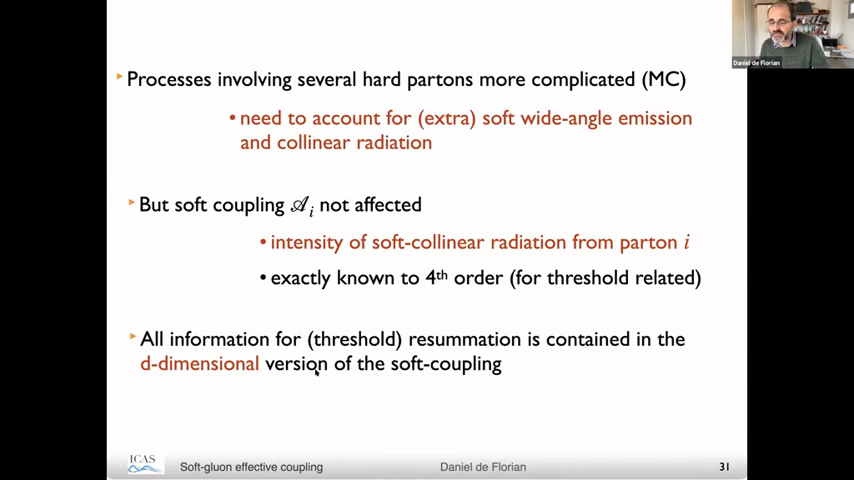 Daniel de Florian
▸ Processes involving several hard partons more complicated (MC)
• need to account for (extra) soft wide-angle emission
and collinear radiation
▸ But soft coupling 𝒜ᵢ not affected
• intensity of soft-collinear radiation from parton i
• exactly known to 4ᵗʰ order (for threshold related)
▸ All information for (threshold) resummation is contained in the
d-dimensional version of the soft-coupling
ICAS
Soft-gluon effective coupling
Daniel de Florian
31